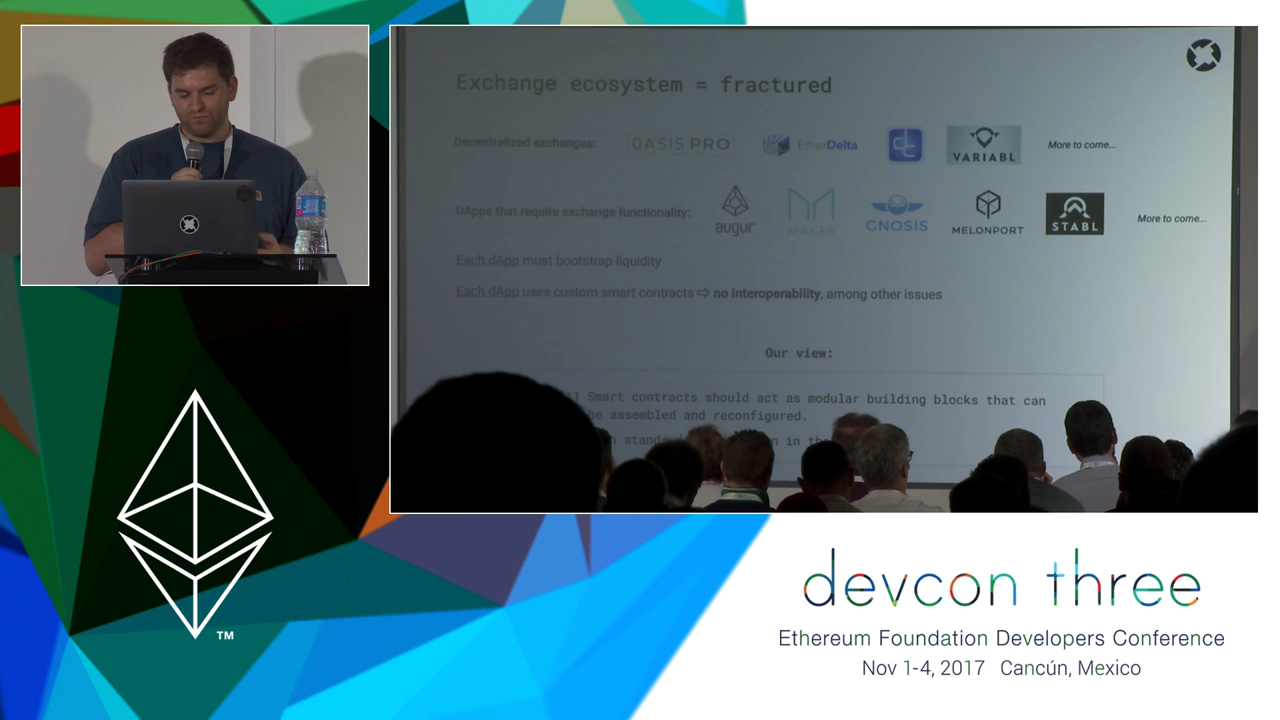 Exchange ecosystem = fractured
Decentralized exchanges: OASIS PRO EtherDelta VARIABL More to come...
DApps that require exchange functionality: augur MAKER GNOSIS MELONPORT STABL More to come...
Each dApp must bootstrap liquidity
Each dApp uses custom smart contracts ⇨ no interoperability, among other issues
Our view:
Smart contracts should act as modular building blocks that can
be assembled and reconfigured.
in
TM
devcon three
Ethereum Foundation Developers Conference
Nov 1-4, 2017 Cancún, Mexico